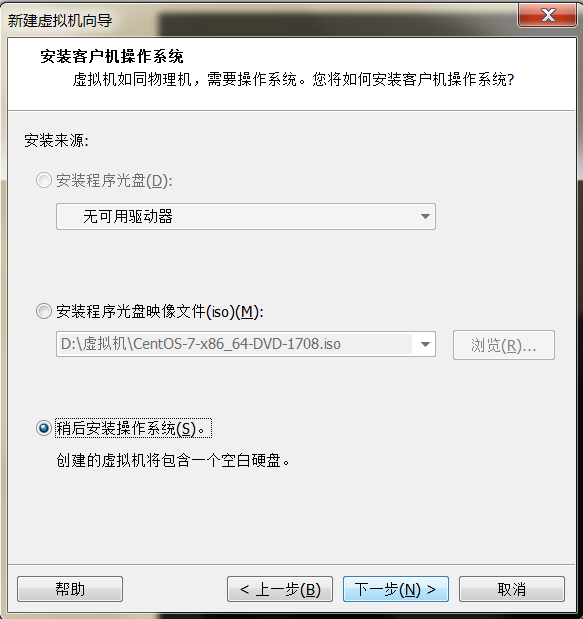 新建虚拟机向导
安装客户机操作系统
虚拟机如同物理机，需要操作系统。您将如何安装客户机操作系统?
安装来源:
安装程序光盘(D):
无可用驱动器
安装程序光盘映像文件(iso)(M):
D:\虚拟机\CentOS-7-x86_64-DVD-1708.iso
浏览(R)...
稍后安装操作系统(S)。
创建的虚拟机将包含一个空白硬盘。
帮助
< 上一步(B)
下一步(N) >
取消